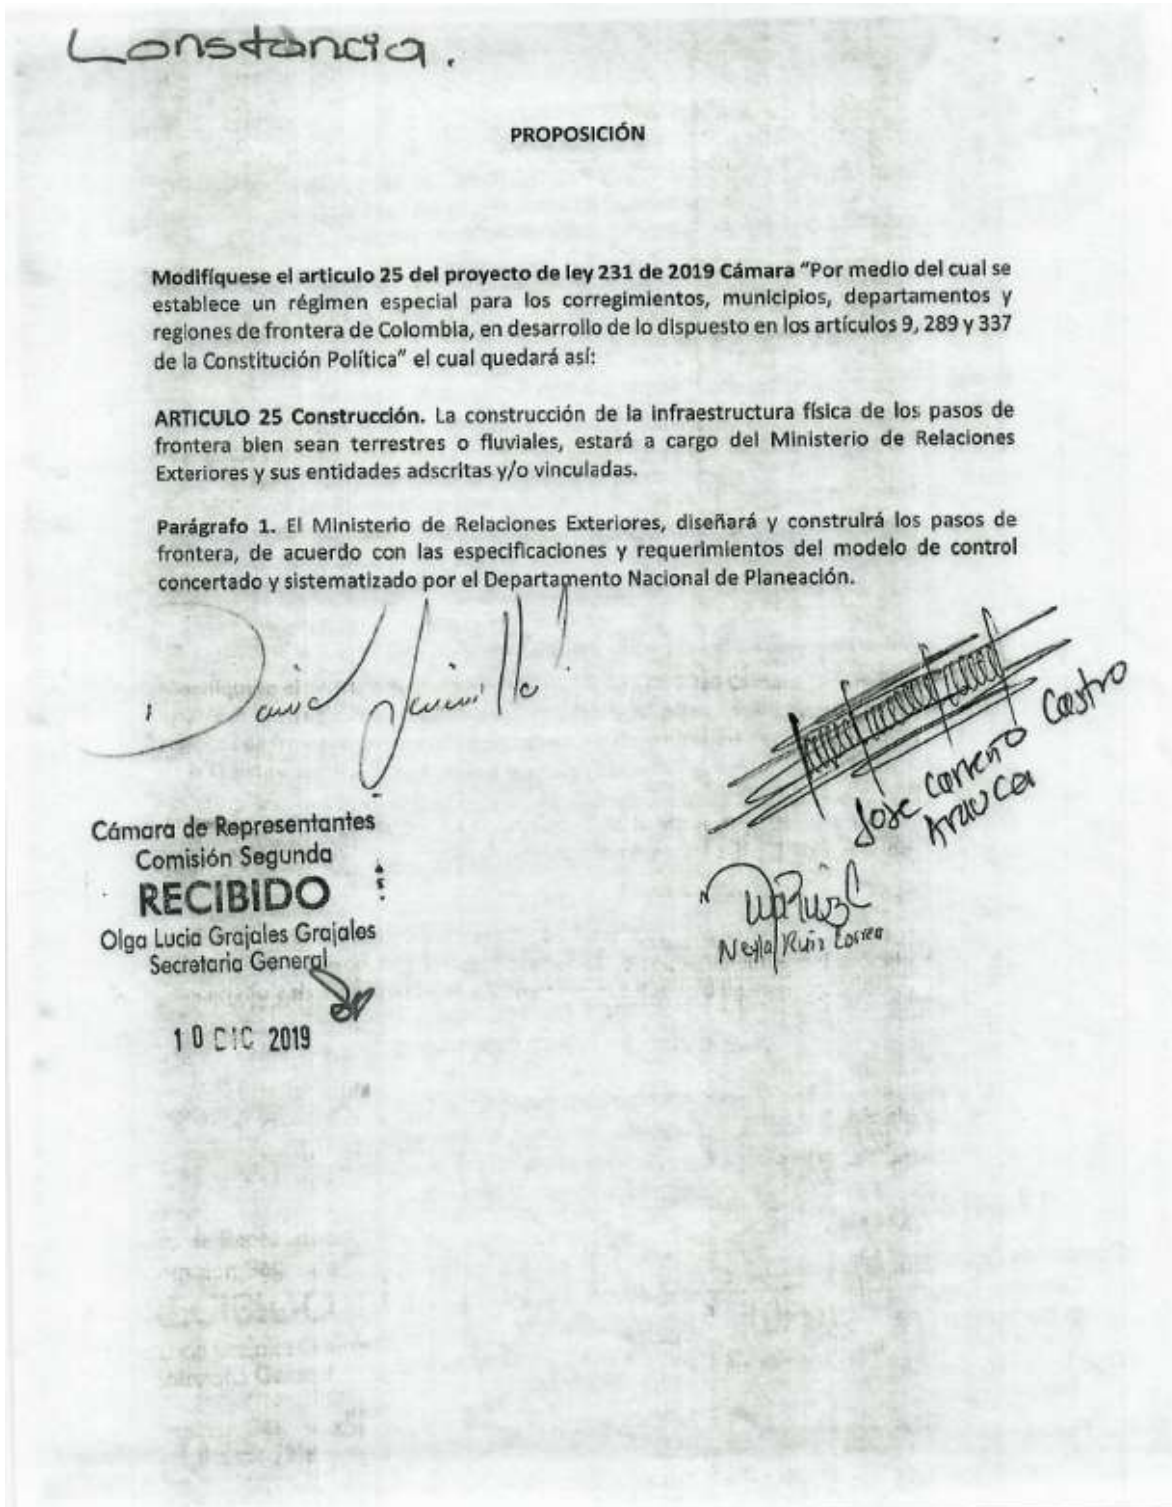 Constancia.
PROPOSICIÓN
Modifíquese el articulo 25 del proyecto de ley 231 de 2019 Cámara “Por medio del cual se
establece un régimen especial para los corregimientos, municipios, departamentos y
regiones de frontera de Colombia, en desarrollo de lo dispuesto en los artículos 9, 289 y 337
de la Constitución Política” el cual quedará así:
ARTICULO 25 Construcción. La construcción de la infraestructura física de los pasos de
frontera bien sean terrestres o fluviales, estará a cargo del Ministerio de Relaciones
Exteriores y sus entidades adscritas y/o vinculadas.
Parágrafo 1. El Ministerio de Relaciones Exteriores, diseñará y construirá los pasos de
frontera, de acuerdo con las especificaciones y requerimientos del modelo de control
concertado y sistematizado por el Departamento Nacional de Planeación.
David
Jose Carreño Castro
Arauca
Cámara de Representantes
Comisión Segunda
RECIBIDO
Olga Lucia Grajales Grajales
Secretaria General
10 DIC 2019
Neyla Ruiz Correa